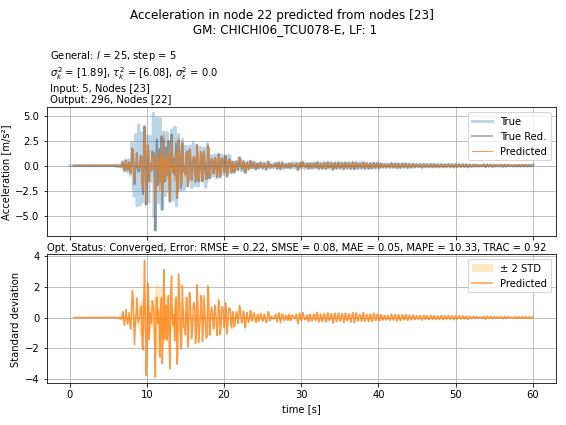 Acceleration in node 22 predicted from nodes [23]
GM: CHICHI06_TCU078-E, LF: 1
General: l = 25, step = 5
σ²ₖ = [1.89], τ²ₖ = [6.08], σ²ε = 0.0
Input: 5, Nodes [23]
Output: 296, Nodes [22]
Acceleration [m/s²]
5.0
2.5
0.0
−2.5
−5.0
True
True Red.
Predicted
Opt. Status: Converged, Error: RMSE = 0.22, SMSE = 0.08, MAE = 0.05, MAPE = 10.33, TRAC = 0.92
Standard deviation
4
2
0
−2
−4
± 2 STD
Predicted
0 10 20 30 40 50 60
time [s]